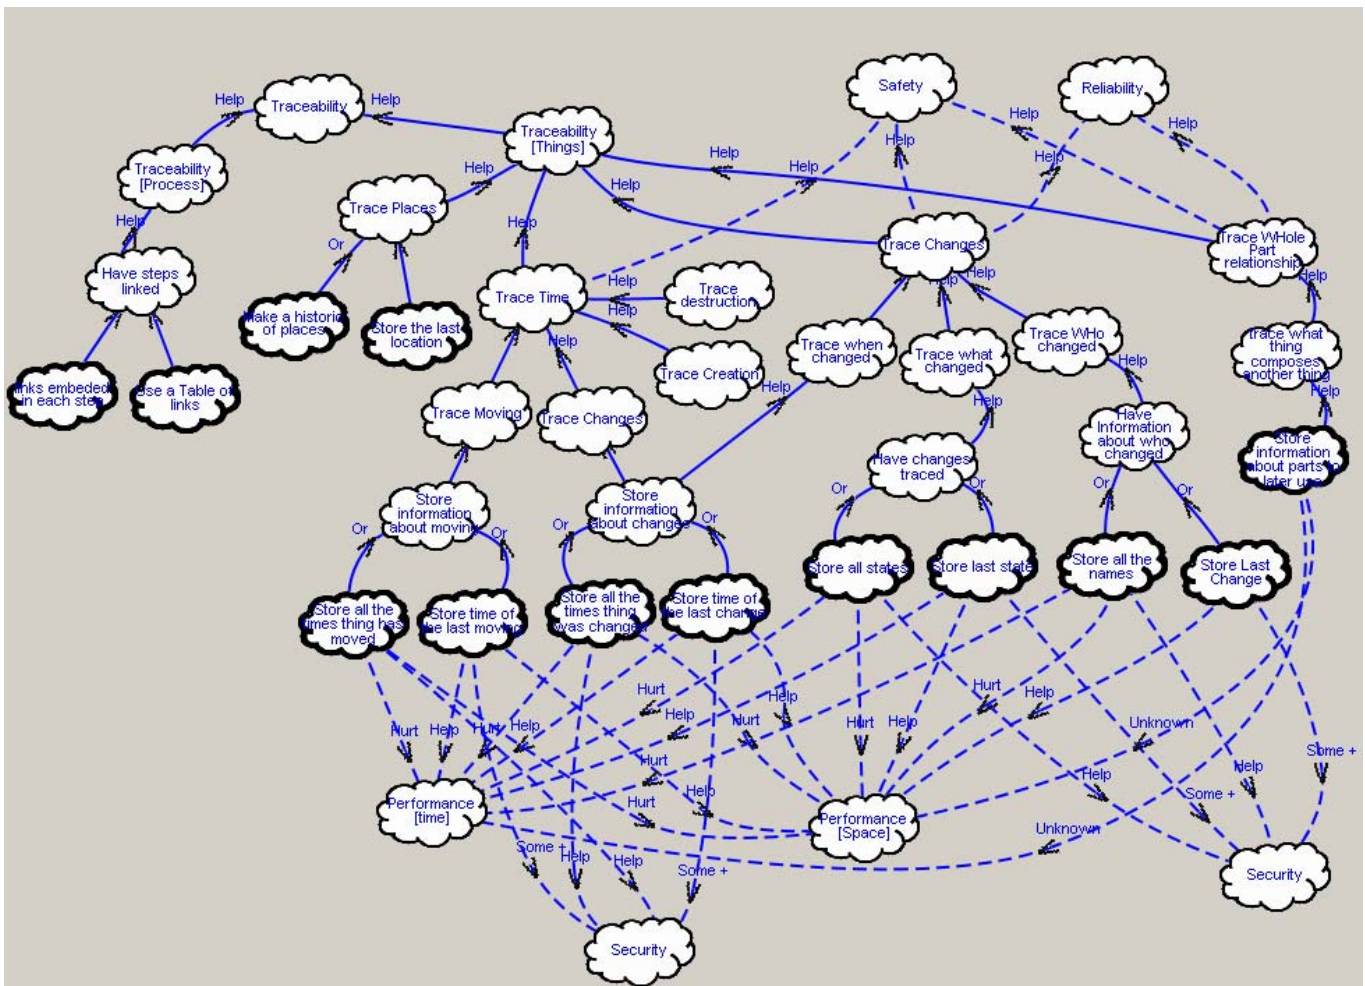 Safety
Reliability
Help
Traceability
Help
Traceability
[Things]
Help
Help
Help
Traceability
[Process]
Help
Help
Help
Help
Help
Help
Trace Places
Help
Help
Or
Help
Trace Changes
Trace WHole
Part
relationship
Have steps
linked
Trace Time
Help
Trace
destruction
Help
Help
Help
Make a historic
of places
Store the last
location
Help
Trace when
changed
Trace what
changed
Trace WHo
changed
Trace what
thing
composes
another thing
Help
Help
Trace Creation
Help
Help
links embeded
in each step
Use a Table of
links
Trace Moving
Trace Changes
Help
Have
Information
about who
changed
Have changes
traced
Store
information
about parts to
later use
Store
information
about moving
Store
information
about changes
Or
Or
Or
Or
Or
Or
Or
Or
Store all states
Store last state
Store all the
names
Store Last
Change
Store all the
times thing has
moved
Store time of
the last moving
Store all the
times thing
was changed
Store time of
the last change
Hurt
Help
Hurt
Help
Hurt
Help
Hurt
Help
Hurt
Help
Hurt
Help
Unknown
Hurt
Help
Help
Help
Some +
Performance
[time]
Hurt
Performance
[Space]
Some +
Unknown
Some +
Help
Help
Some +
Security
Security